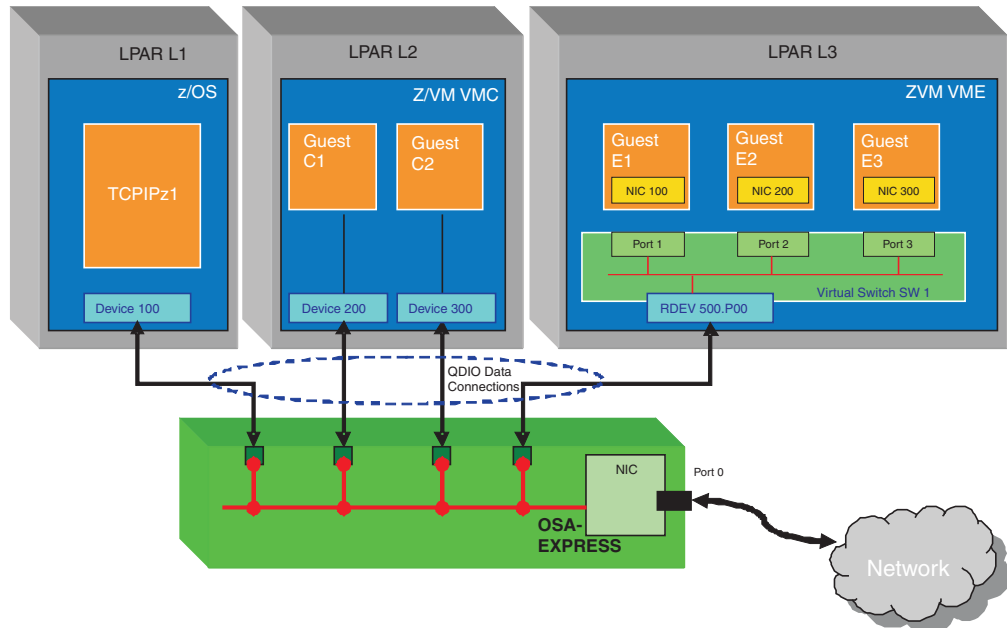 LPAR L1
z/OS
TCPIPz1
Device 100
LPAR L2
Z/VM VMC
Guest
C1
Guest
C2
Device 200
Device 300
LPAR L3
ZVM VME
Guest
E1
NIC 100
Guest
E2
NIC 200
Guest
E3
NIC 300
Port 1
Port 2
Port 3
Virtual Switch SW 1
RDEV 500.P00
QDIO Data
Connections
NIC
Port 0
OSA-
EXPRESS
Network